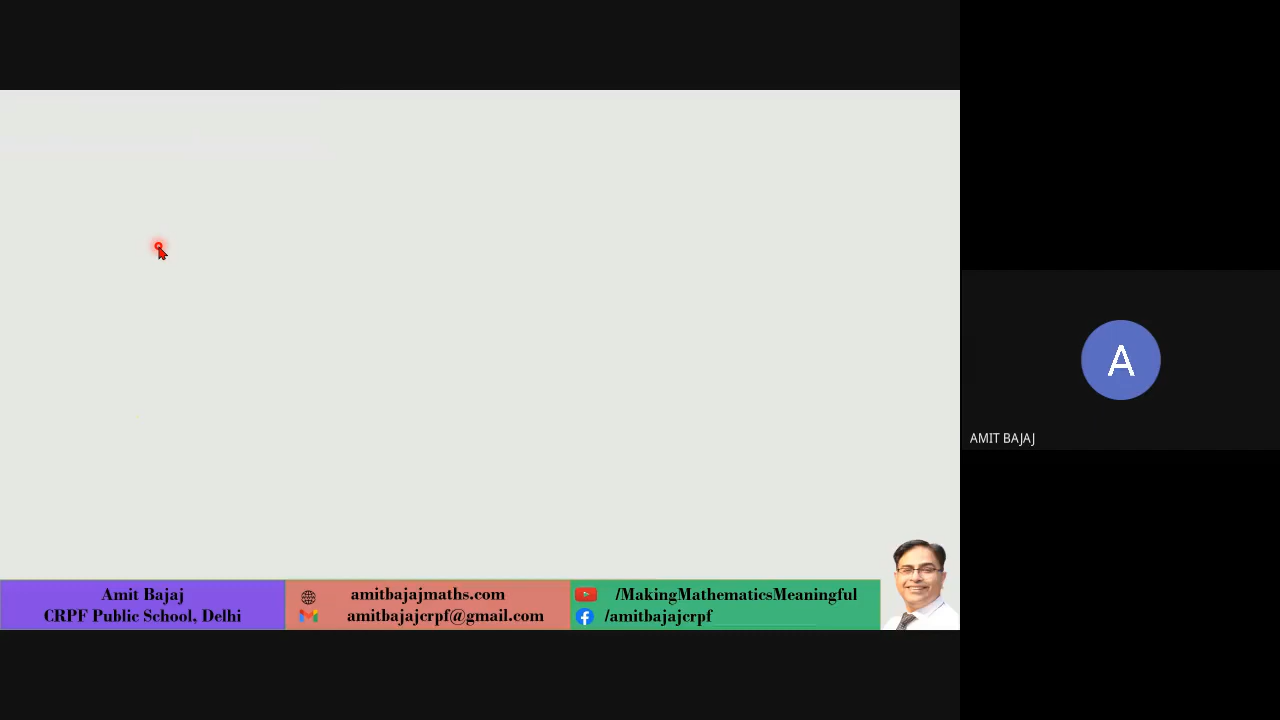 Amit Bajaj
CRPF Public School, Delhi
amitbajajmaths.com
amitbajajcrpf@gmail.com
/MakingMathematicsMeaningful
/amitbajajcrpf
A
AMIT BAJAJ